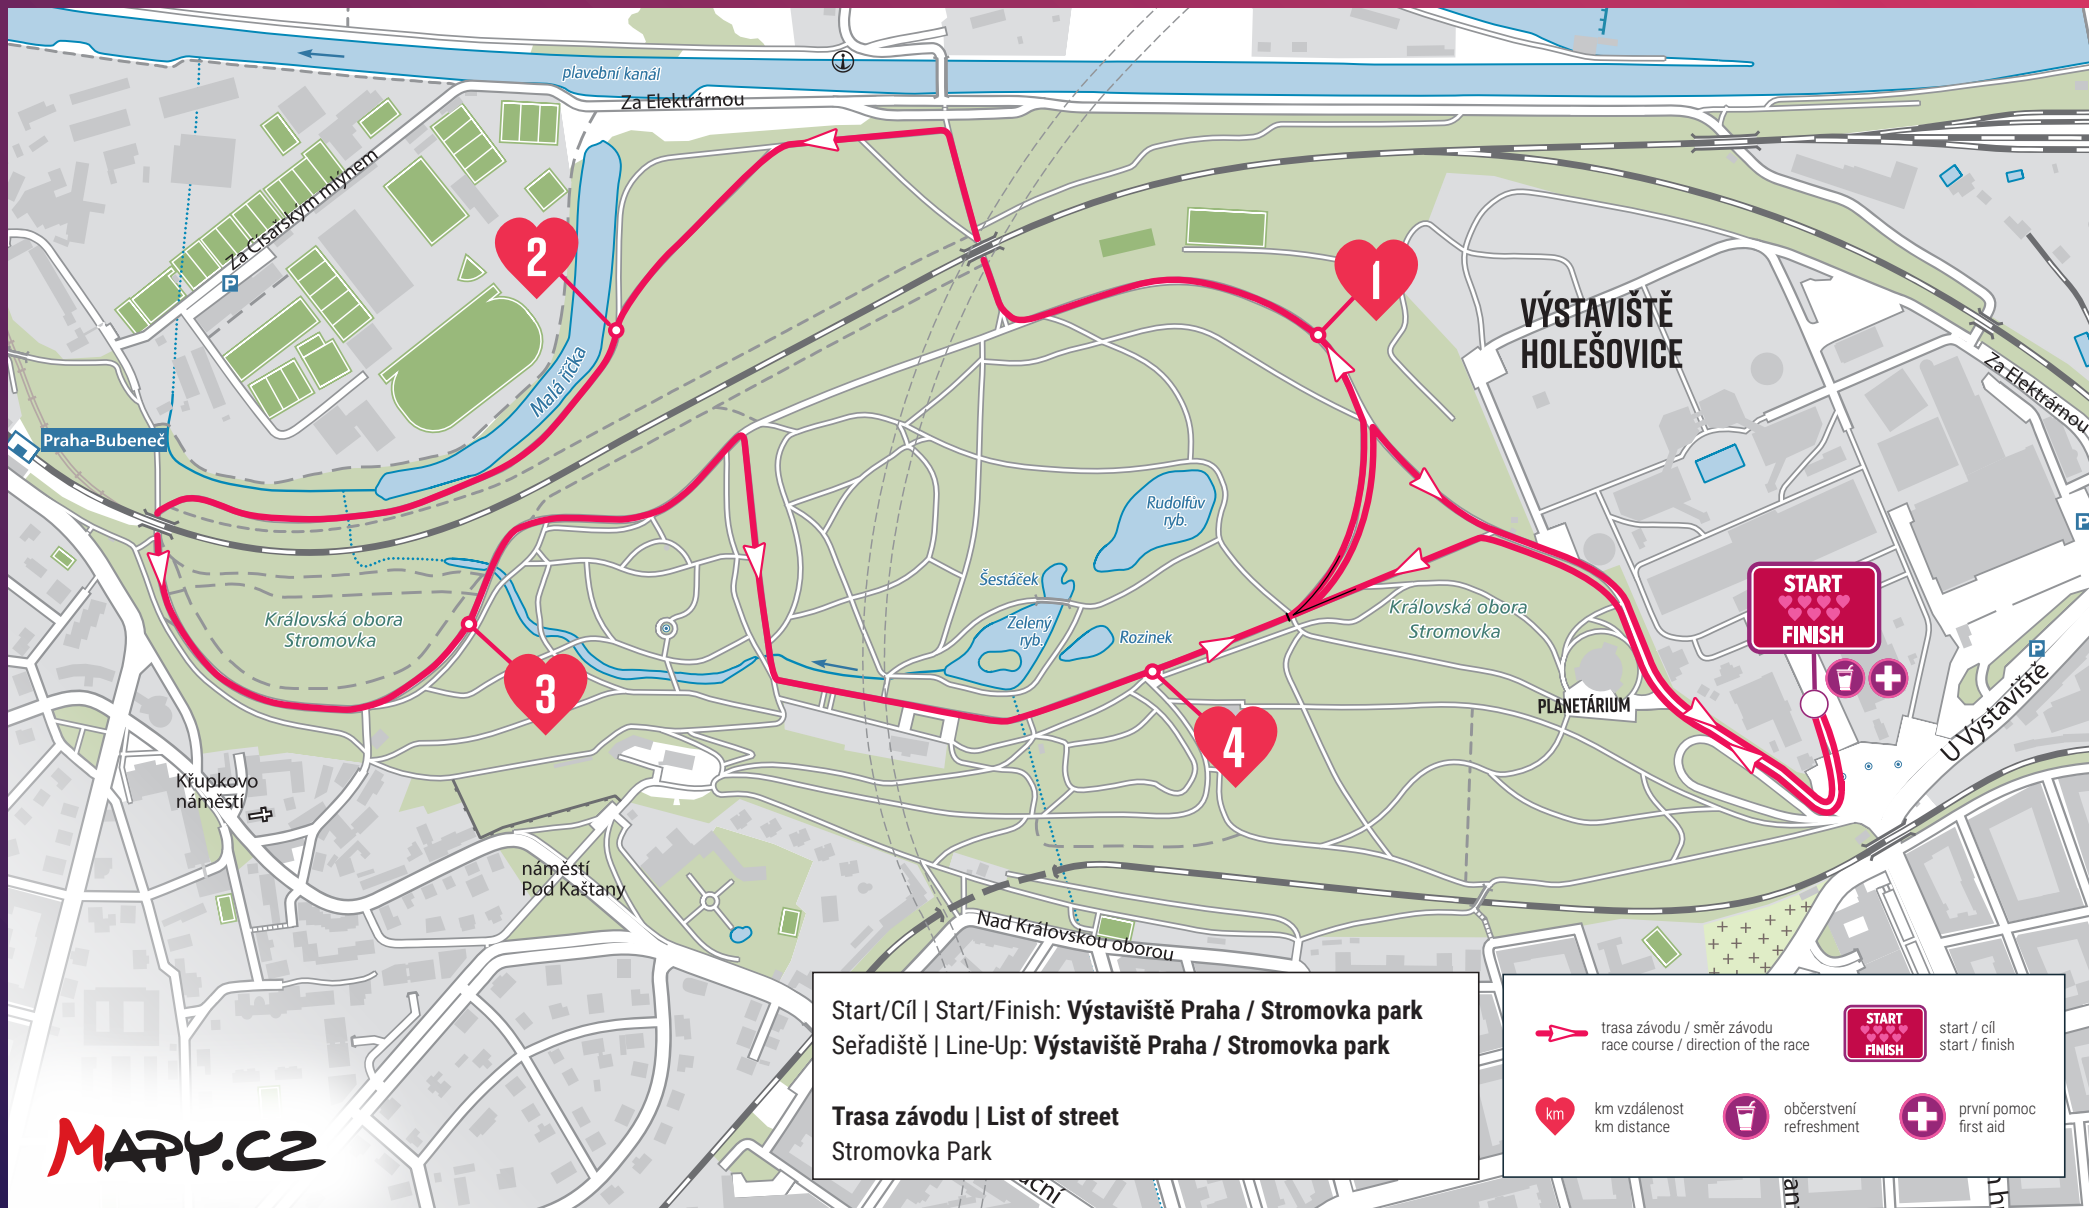 plavební kanál
Za Elektrárnou
Za Císařským mlýnem
P
2
1
VÝSTAVIŠTĚ
HOLEŠOVICE
Za Elektrárnou
Malá říčka
Praha-Bubeneč
Rudolfův
ryb.
P
Šestáček
Královská obora
Stromovka
Zelený
ryb.
Rozinek
Královská obora
Stromovka
START
FINISH
P
3
PLANETÁRIUM
4
U Výstaviště
Křupkovo
náměstí
náměstí
Pod Kaštany
Nad Královskou oborou
Start/Cíl | Start/Finish: Výstaviště Praha / Stromovka park
Seřadiště | Line-Up: Výstaviště Praha / Stromovka park
Trasa závodu | List of street
Stromovka Park
trasa závodu / směr závodu
race course / direction of the race
START
FINISH
start / cíl
start / finish
km
km vzdálenost
km distance
občerstvení
refreshment
první pomoc
first aid
MAPY.CZ